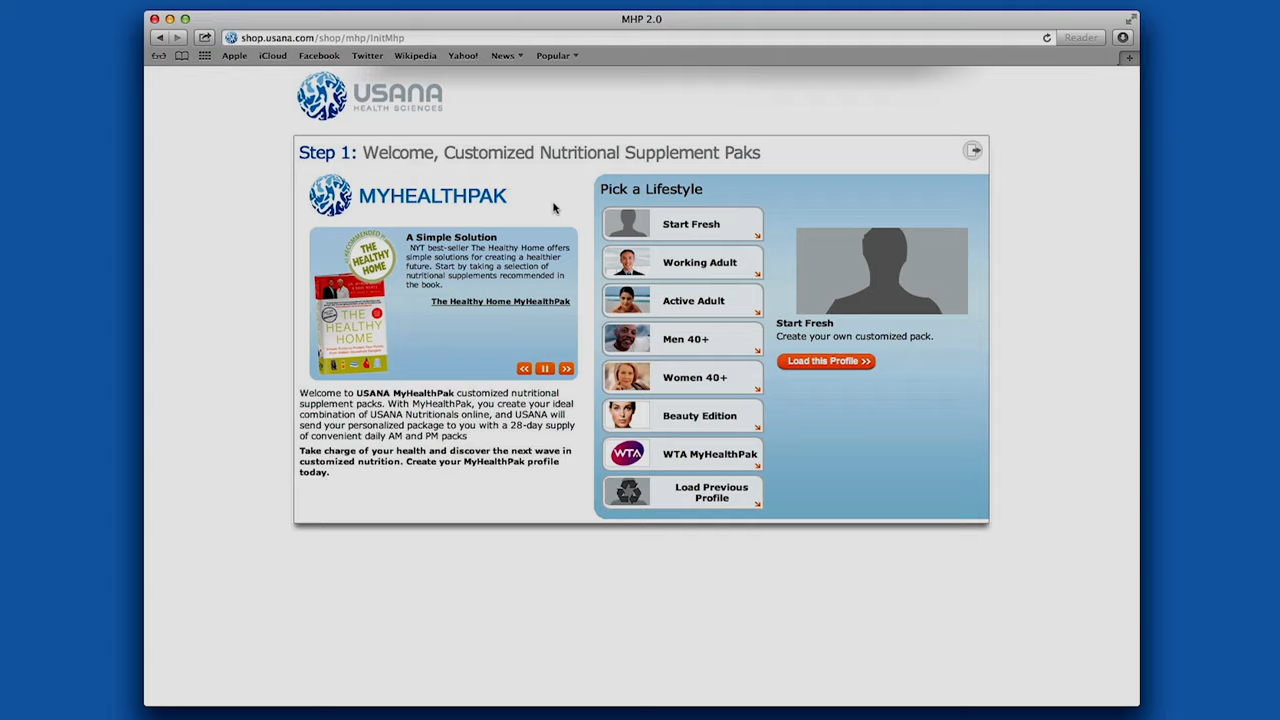 MHP 2.0
shop.usana.com/shop/mhp/InitMhp
Reader
Apple iCloud Facebook Twitter Wikipedia Yahoo! News Popular
USANA
HEALTH SCIENCES
Step 1: Welcome, Customized Nutritional Supplement Paks
MYHEALTHPAK
RECOMMENDED IN
THE
HEALTHY
HOME
THE
HEALTHY
HOME
A Simple Solution
NYT best-seller The Healthy Home offers
simple solutions for creating a healthier
future. Start by taking a selection of
nutritional supplements recommended in
the book.
The Healthy Home MyHealthPak
Welcome to USANA MyHealthPak customized nutritional
supplement packs. With MyHealthPak, you create your ideal
combination of USANA Nutritionals online, and USANA will
send your personalized package to you with a 28-day supply
of convenient daily AM and PM packs
Take charge of your health and discover the next wave in
customized nutrition. Create your MyHealthPak profile
today.
Pick a Lifestyle
Start Fresh
Working Adult
Active Adult
Men 40+
Women 40+
Beauty Edition
WTA
WTA MyHealthPak
Load Previous
Profile
Start Fresh
Create your own customized pack.
Load this Profile >>